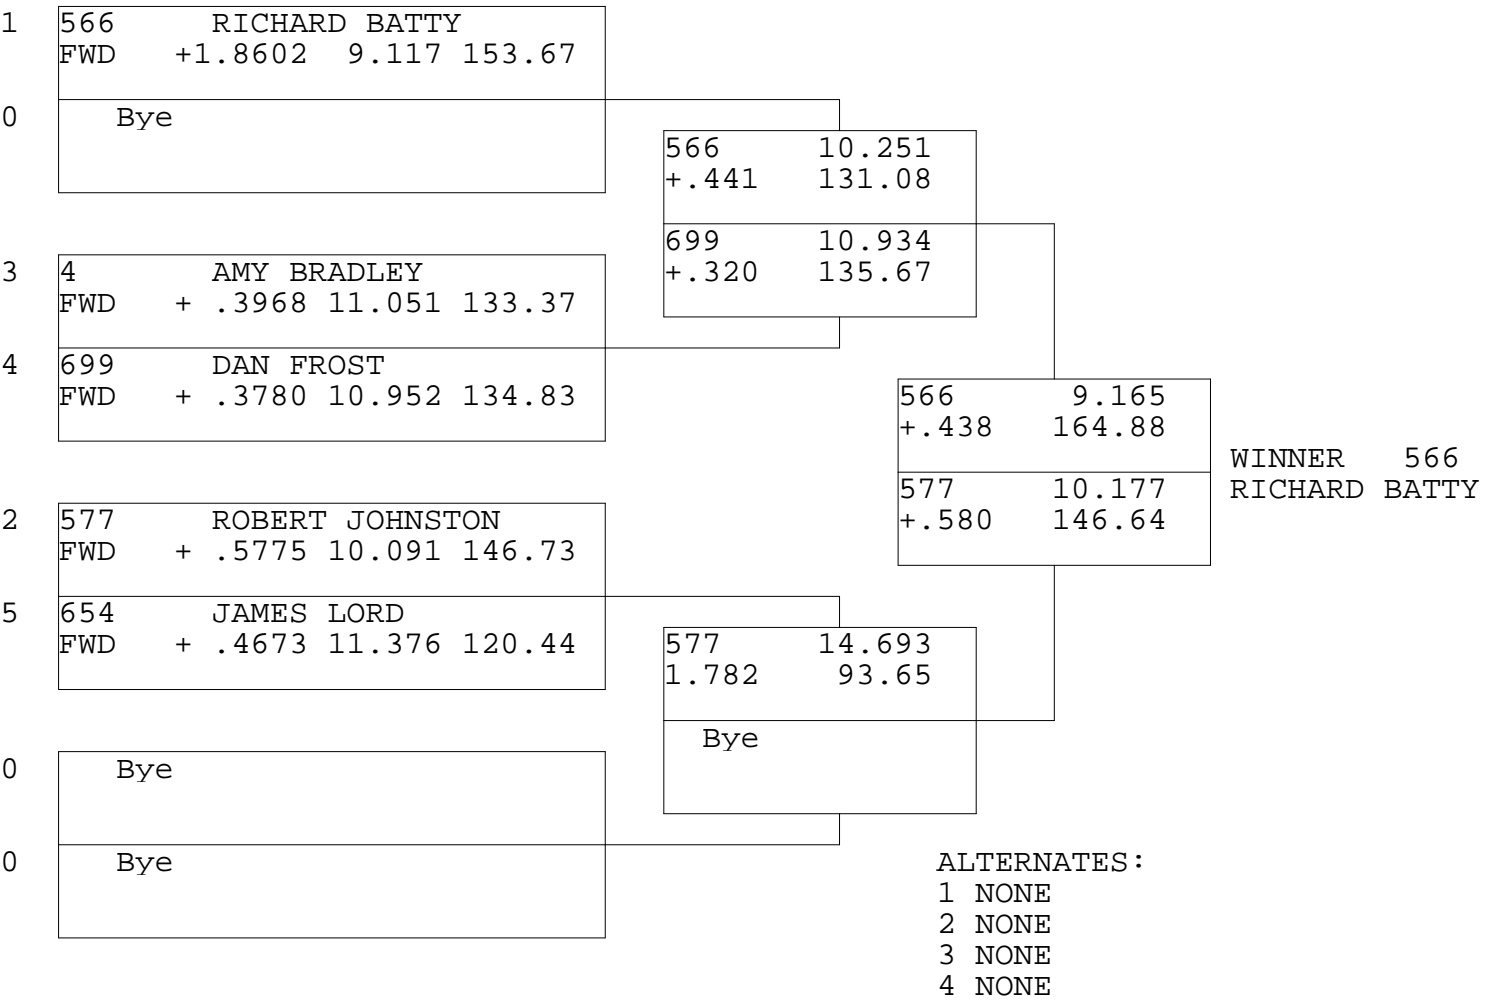 1 566 RICHARD BATTY
FWD +1.8602 9.117 153.67
0 Bye
566 10.251
+.441 131.08
699 10.934
+.320 135.67
3 4 AMY BRADLEY
FWD + .3968 11.051 133.37
4 699 DAN FROST
FWD + .3780 10.952 134.83
566 9.165
+.438 164.88
577 10.177
+.580 146.64
WINNER 566
RICHARD BATTY
2 577 ROBERT JOHNSTON
FWD + .5775 10.091 146.73
5 654 JAMES LORD
FWD + .4673 11.376 120.44
577 14.693
1.782 93.65
Bye
0 Bye
0 Bye
ALTERNATES:
1 NONE
2 NONE
3 NONE
4 NONE